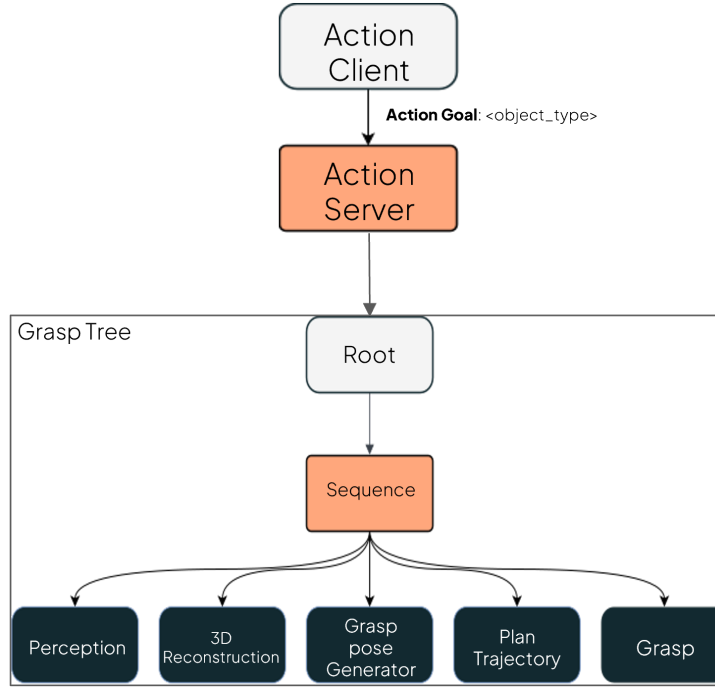 Action
Client
Action Goal: <object_type>
Action
Server
Grasp Tree
Root
Sequence
Perception
3D
Reconstruction
Grasp
pose
Generator
Plan
Trajectory
Grasp